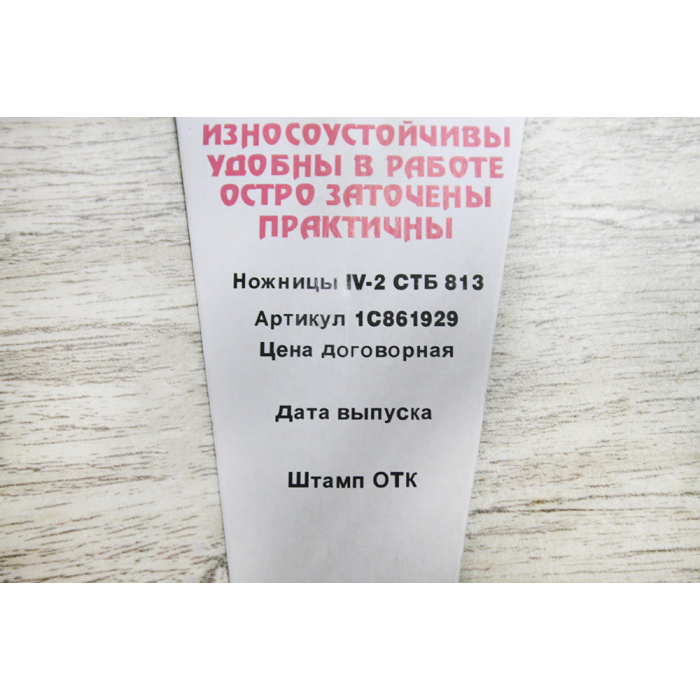 ИЗНОСОУСТОЙЧИВЫ
УДОБНЫ В РАБОТЕ
ОСТРО ЗАТОЧЕНЫ
ПРАКТИЧНЫ
Ножницы IV-2 СТБ 813
Артикул 1С861929
Цена договорная
Дата выпуска
Штамп ОТК